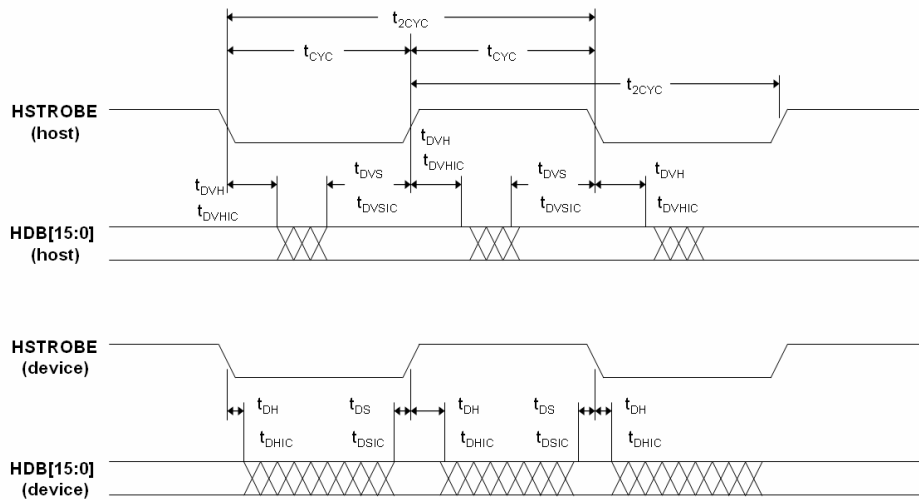 t2CYC
tCYC tCYC
t2CYC
HSTROBE
(host)
tDVH
tDVHIC
tDVS
tDVSIC
tDVH
tDVHIC
tDVS
tDVSIC
tDVH
tDVHIC
HDB[15:0]
(host)
HSTROBE
(device)
tDH
tDHIC
tDS
tDSIC
tDH
tDHIC
tDS
tDSIC
tDH
tDHIC
HDB[15:0]
(device)